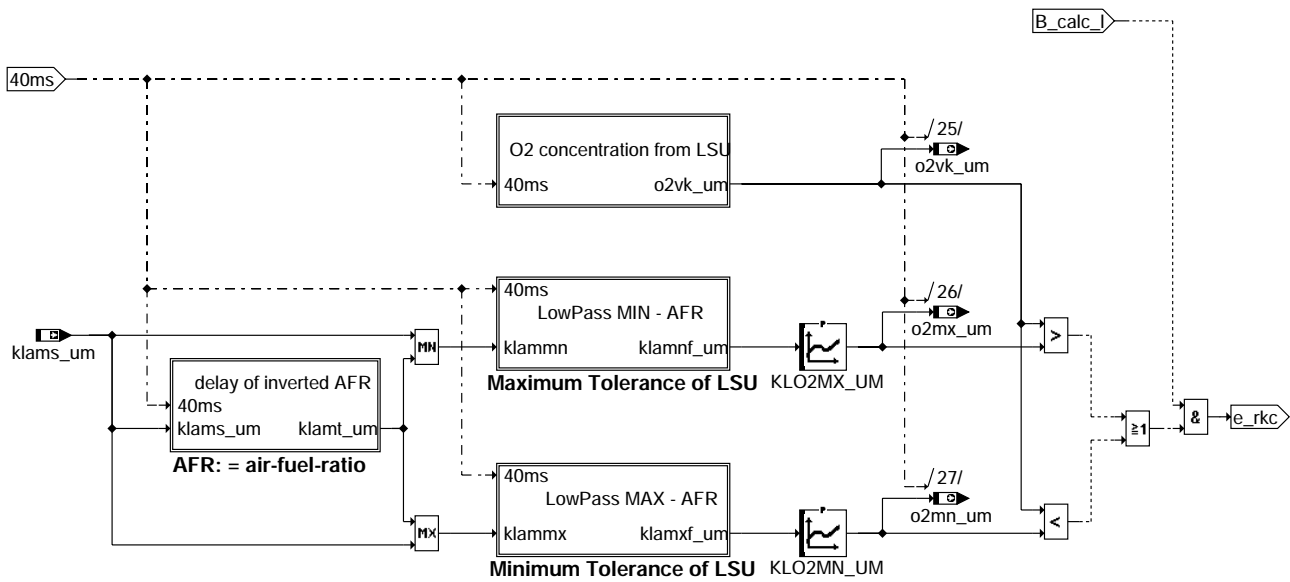 B_calc_l
40ms
/25/
O2 concentration from LSU
40ms
o2vk_um
o2vk_um
/26/
40ms
LowPass MIN - AFR
o2mx_um
klams_um
MN
klammn
klamnf_um
P
>
Maximum Tolerance of LSU
KLO2MX_UM
delay of inverted AFR
40ms
klams_um
klamt_um
AFR: = air-fuel-ratio
≥1
&
e_rkc
/27/
40ms
LowPass MAX - AFR
o2mn_um
MX
klammx
klamxf_um
P
<
Minimum Tolerance of LSU
KLO2MN_UM